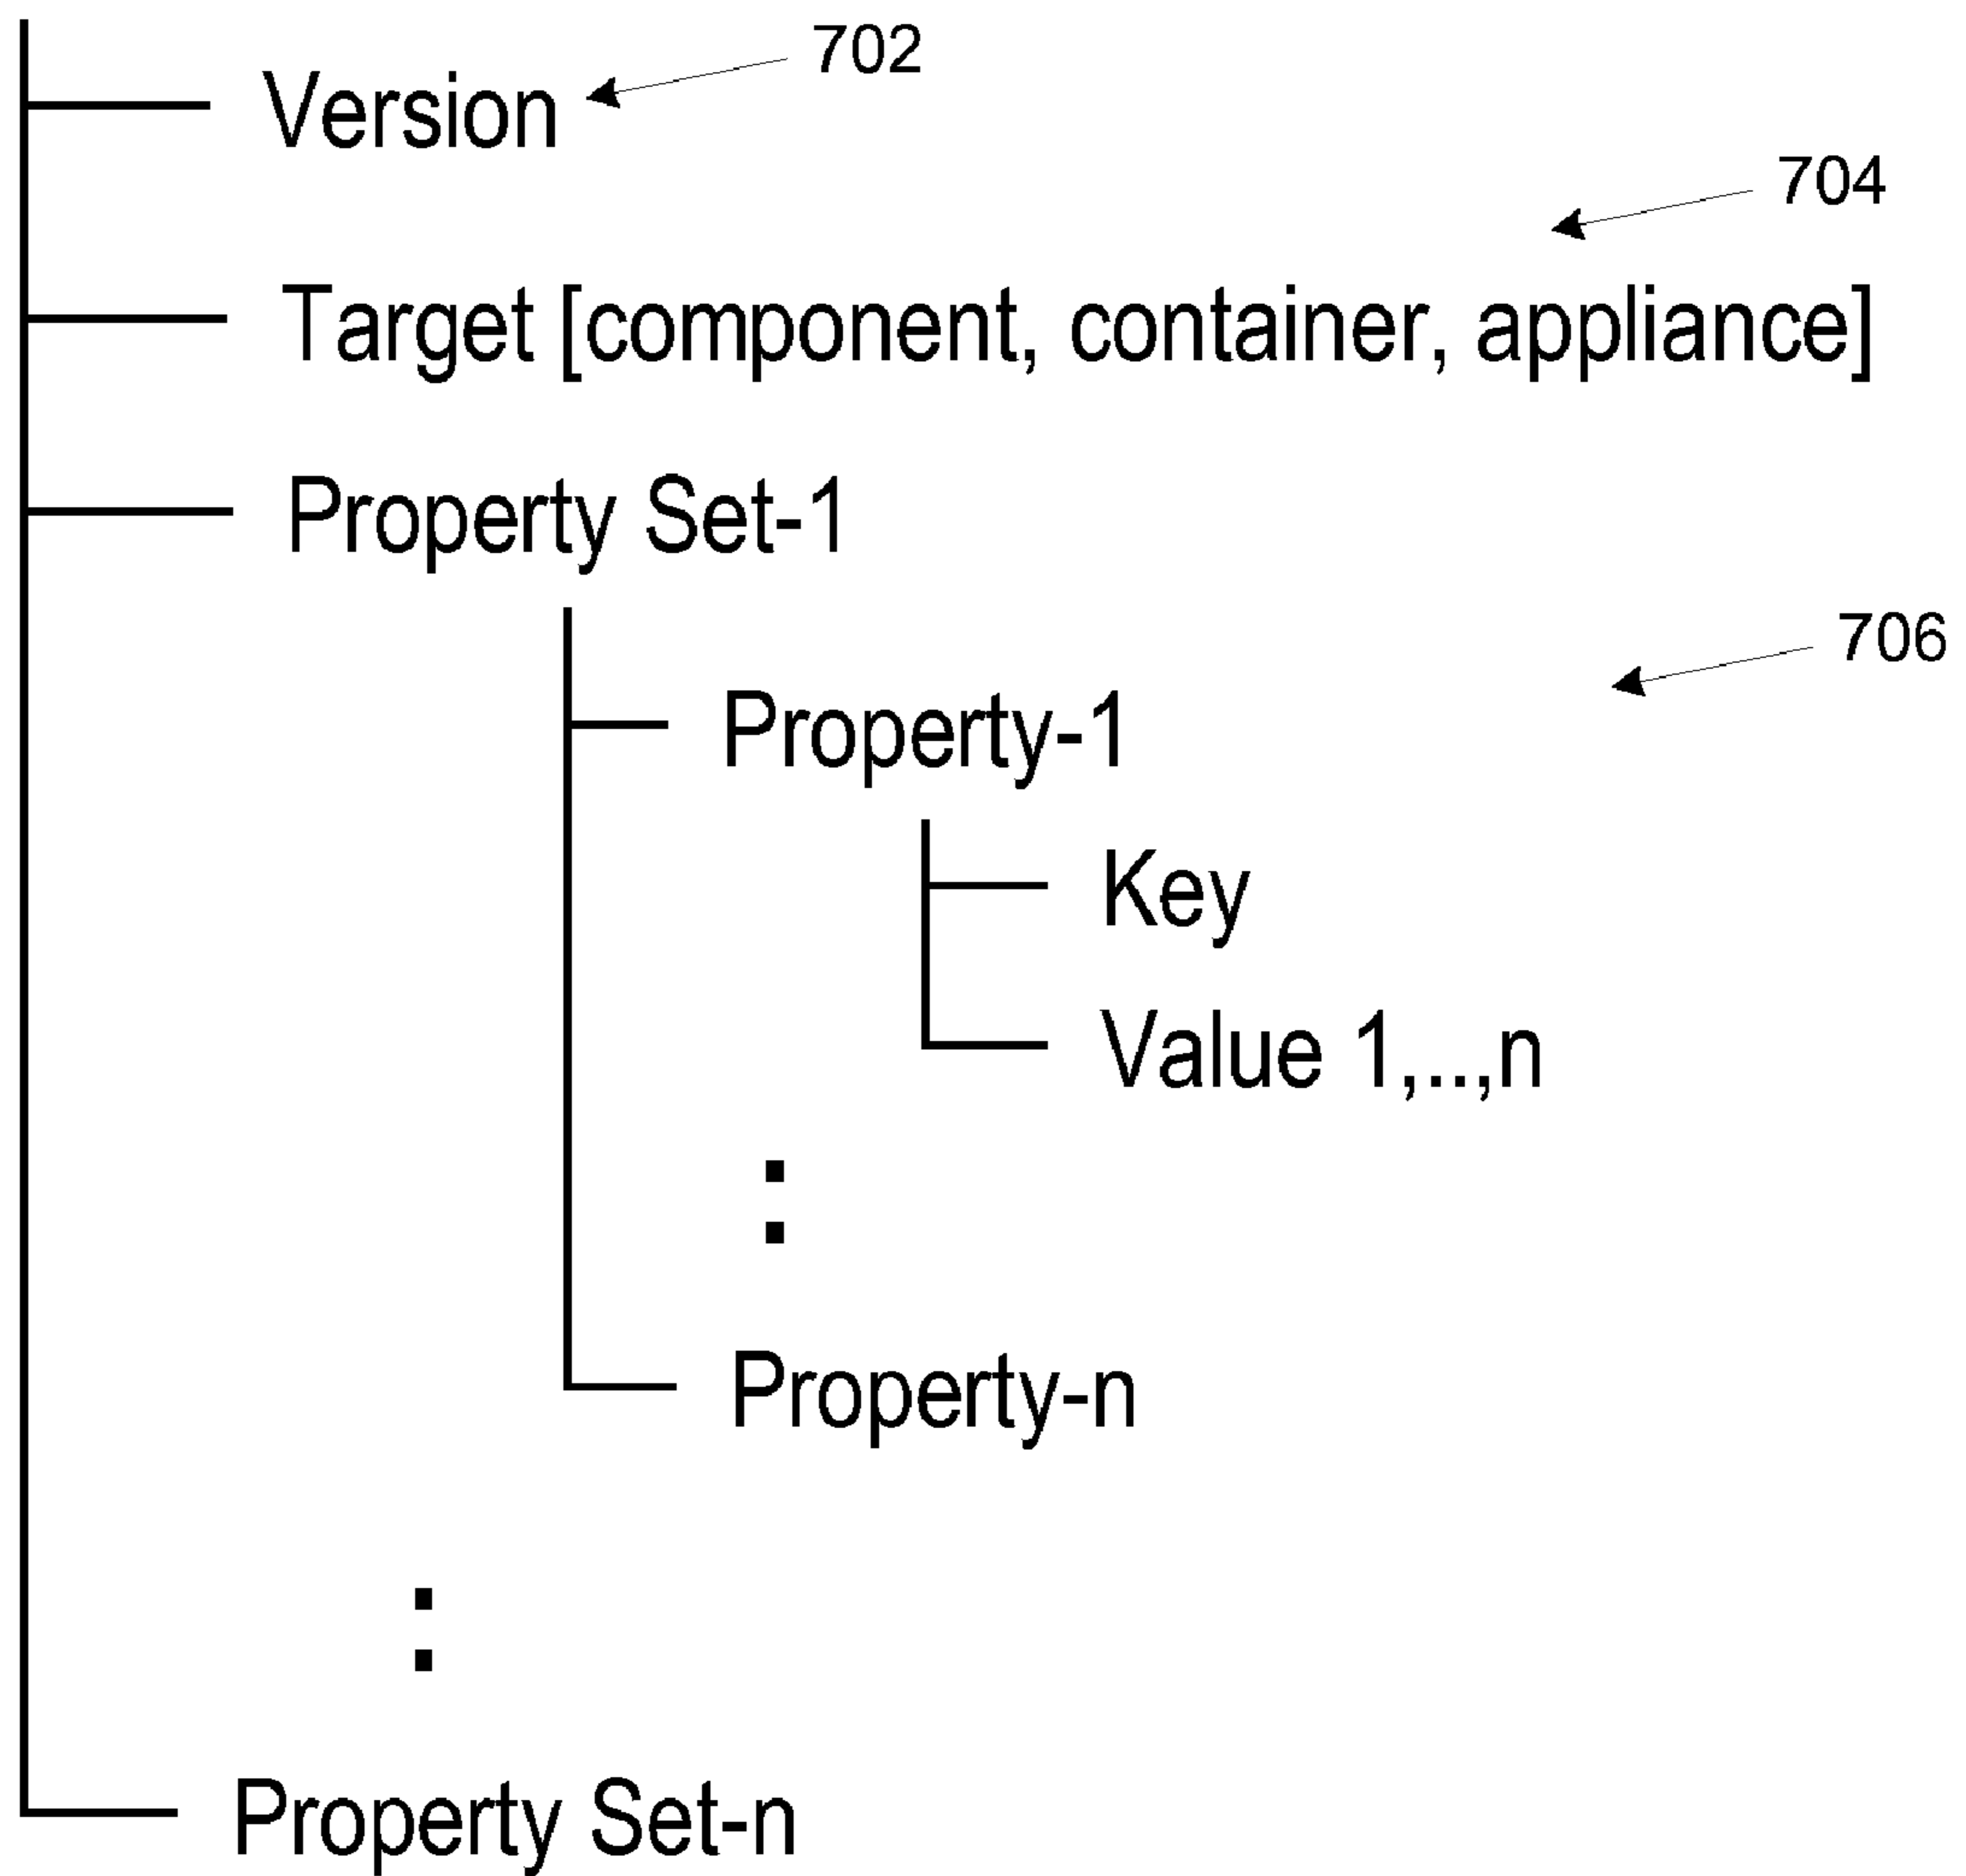 702
Version
704
Target [component, container, appliance]
Property Set-1
706
Property-1
Key
Value 1,..,n
:
Property-n
:
Property Set-n